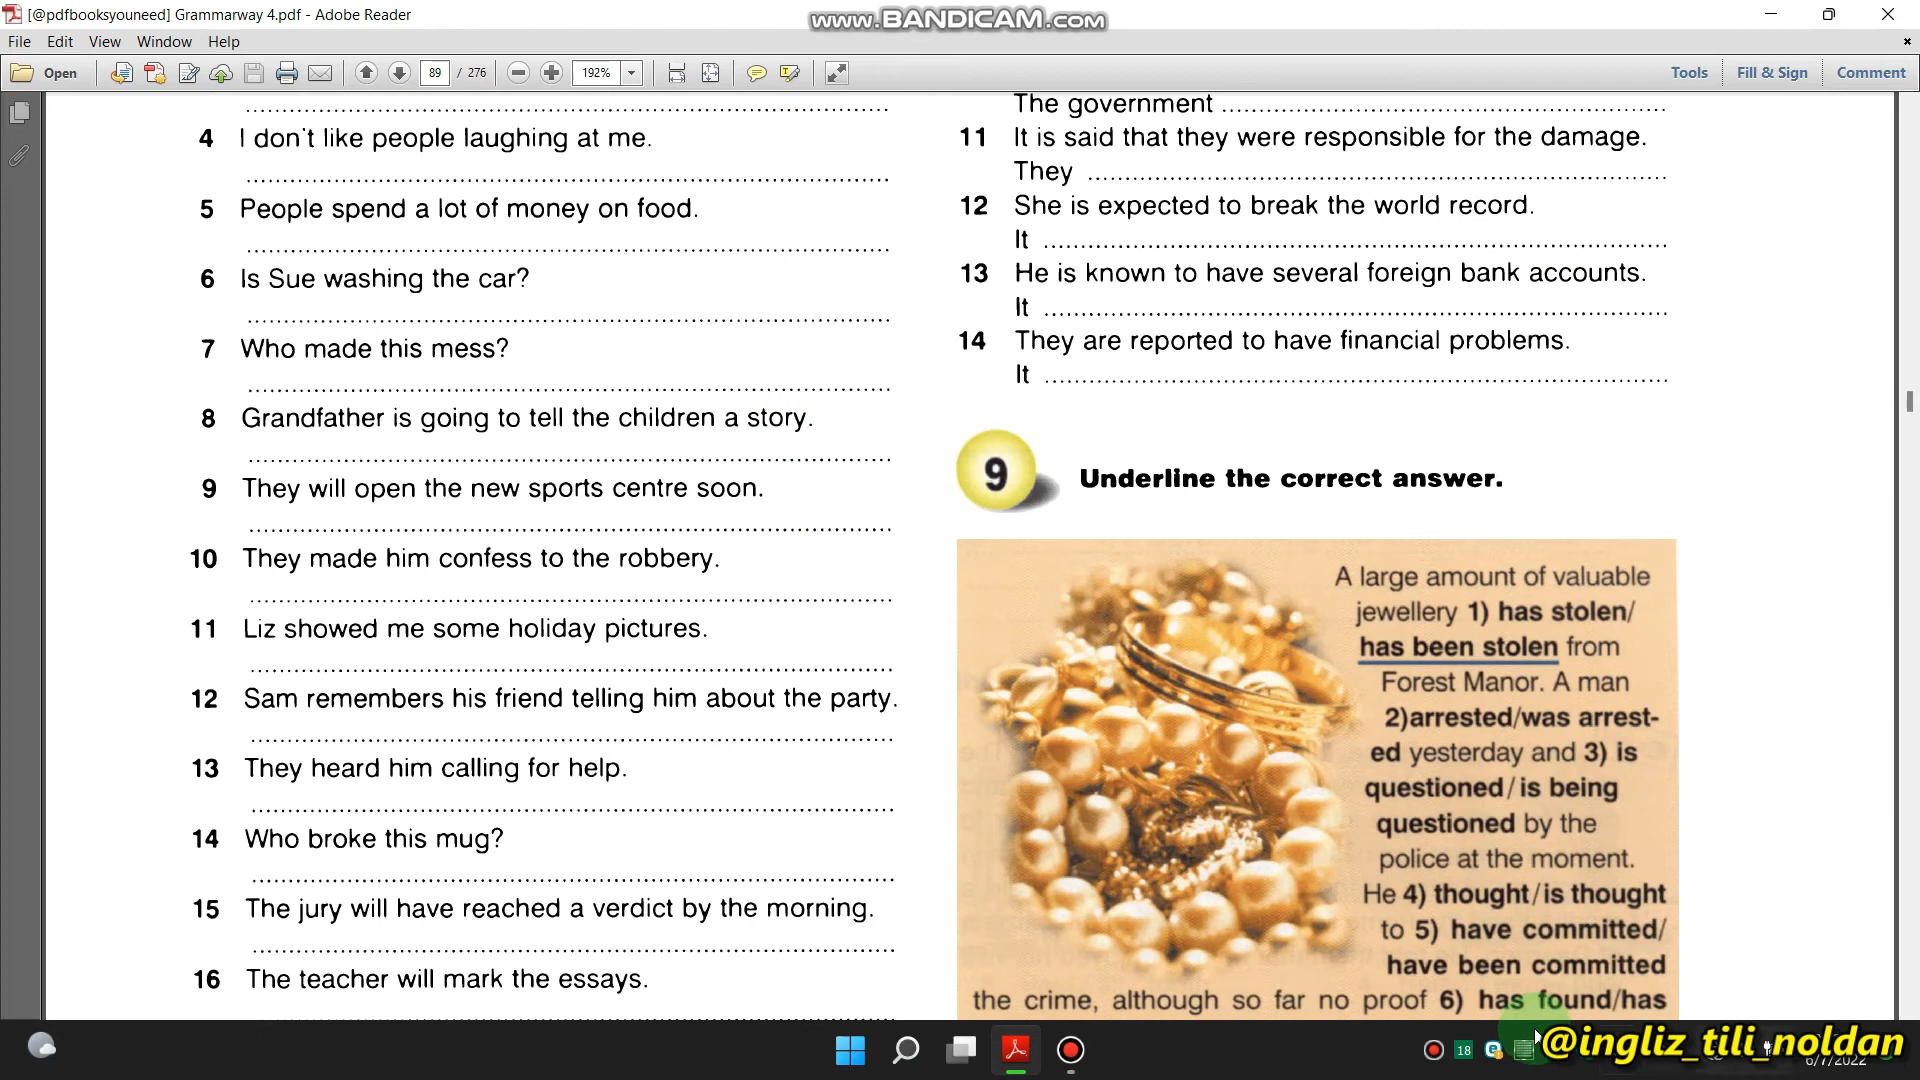 [@pdfbooksyouneed] Grammarway 4.pdf - Adobe Reader
www.BANDICAM.com
File Edit View Window Help
Open 89 / 276 192% Tools Fill & Sign Comment
4 I don't like people laughing at me.
5 People spend a lot of money on food.
6 Is Sue washing the car?
7 Who made this mess?
8 Grandfather is going to tell the children a story.
9 They will open the new sports centre soon.
10 They made him confess to the robbery.
11 Liz showed me some holiday pictures.
12 Sam remembers his friend telling him about the party.
13 They heard him calling for help.
14 Who broke this mug?
15 The jury will have reached a verdict by the morning.
16 The teacher will mark the essays.
The government
11 It is said that they were responsible for the damage.
They
12 She is expected to break the world record.
It
13 He is known to have several foreign bank accounts.
It
14 They are reported to have financial problems.
It
9 Underline the correct answer.
A large amount of valuable
jewellery 1) has stolen/
has been stolen from
Forest Manor. A man
2)arrested/was arrest-
ed yesterday and 3) is
questioned/is being
questioned by the
police at the moment.
He 4) thought/is thought
to 5) have committed/
have been committed
the crime, although so far no proof 6) has found/has
18
@ingliz_tili_noldan
6/7/2022